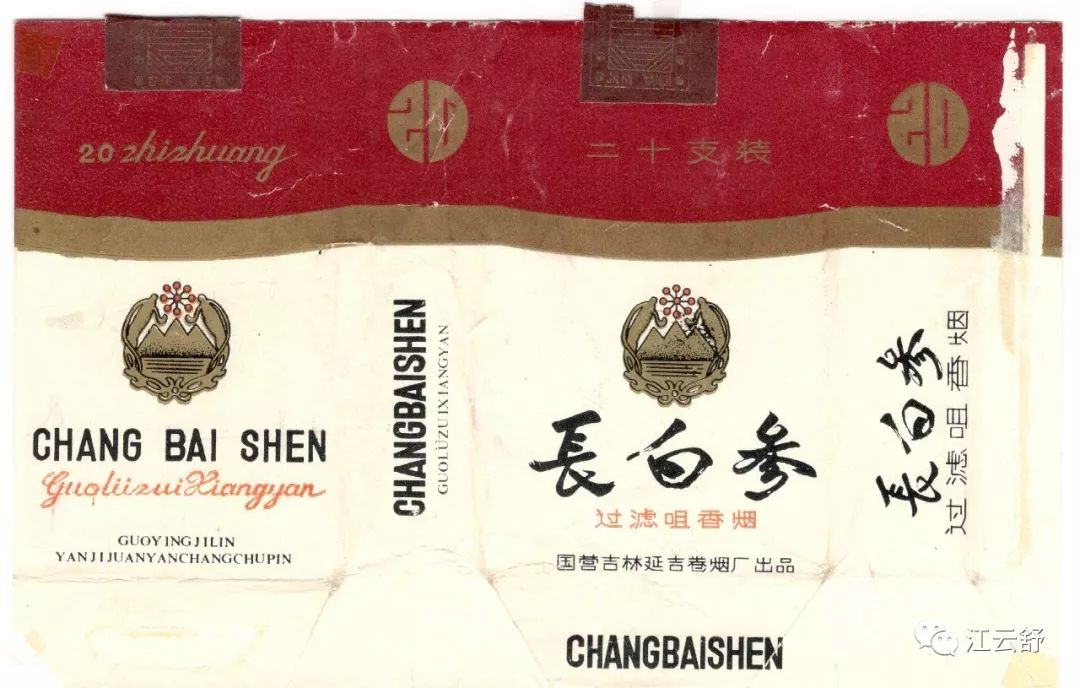 20 zhizhuang
20
二十支装
20
CHANG BAI SHEN
Guolüzui Xiangyan
GUOYINGJILIN
YANJIJUANYANCHANGCHUPIN
CHANGBAISHEN
GUOLÜZUIXIANGYAN
長白参
过滤咀香烟
国营吉林延吉卷烟厂出品
長白参
过滤咀香烟
CHANGBAISHEN
江云舒